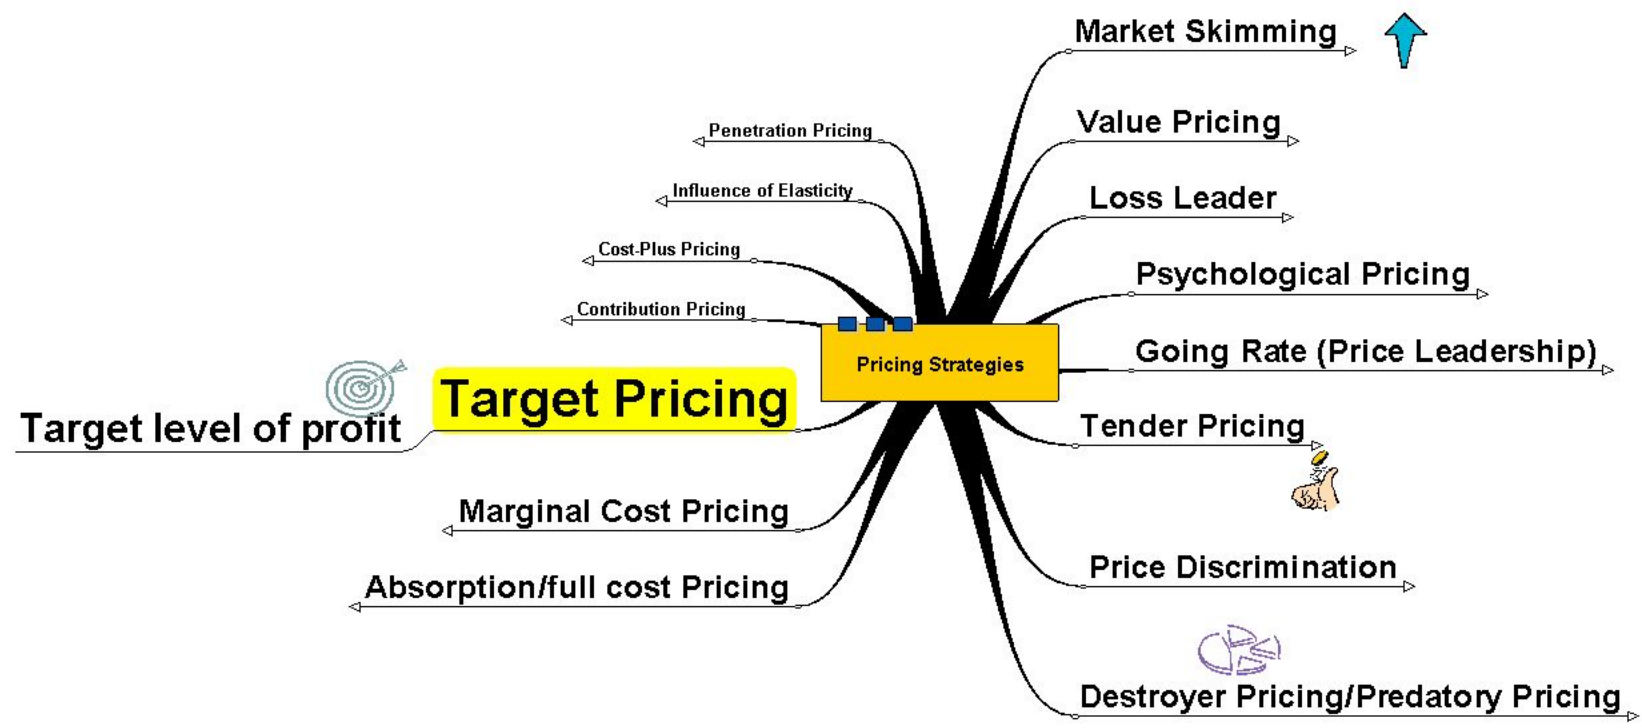 Market Skimming
Value Pricing
Penetration Pricing
Influence of Elasticity
Loss Leader
Cost-Plus Pricing
Psychological Pricing
Contribution Pricing
Pricing Strategies
Going Rate (Price Leadership)
Target Pricing
Target level of profit
Tender Pricing
Marginal Cost Pricing
Price Discrimination
Absorption/full cost Pricing
Destroyer Pricing/Predatory Pricing